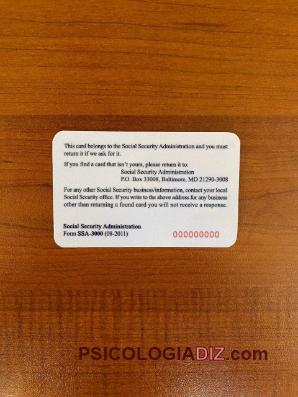 This card belongs to the Social Security Administration and you must
return it if we ask for it.
If you find a card that isn't yours, please return it to:
Social Security Administration
P.O. Box 33008, Baltimore, MD 21290-3008
For any other Social Security business/information, contact your local
Social Security office. If you write to the above address for any business
other than returning a found card you will not receive a response.
Social Security Administration
Form SSA-3000 (08-2011)
000000000
PSICOLOGIADIZ.com